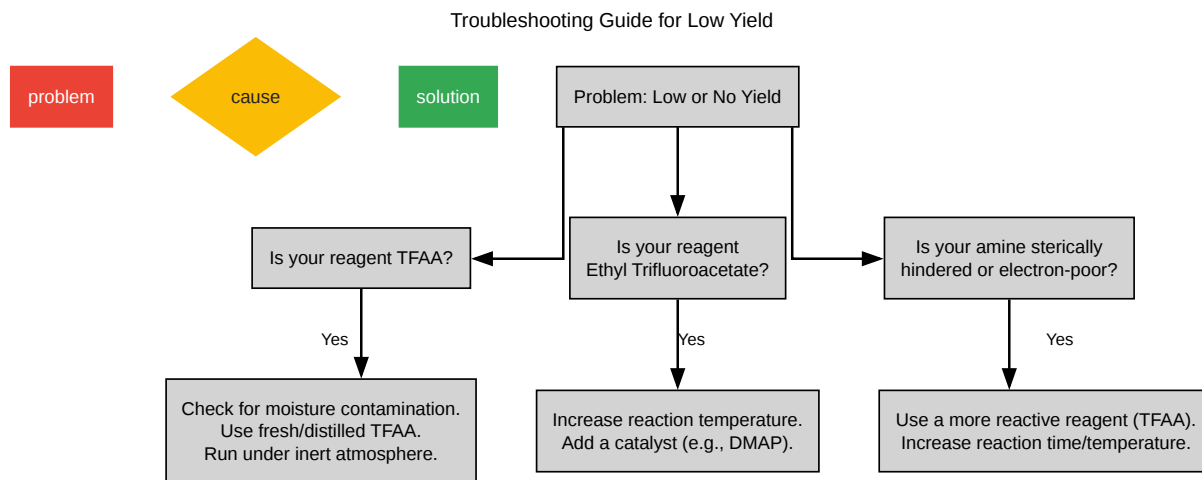 Troubleshooting Guide for Low Yield
problem
cause
solution
Problem: Low or No Yield
Is your reagent TFAA?
Is your reagent
Ethyl Trifluoroacetate?
Is your amine sterically
hindered or electron-poor?
Yes
Yes
Yes
Check for moisture contamination.
Use fresh/distilled TFAA.
Run under inert atmosphere.
Increase reaction temperature.
Add a catalyst (e.g., DMAP).
Use a more reactive reagent (TFAA).
Increase reaction time/temperature.